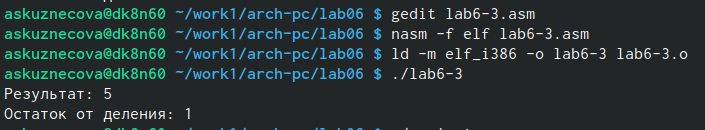 askuznecova@dk8n60 ~/work1/arch-pc/lab06 $ gedit lab6-3.asm
askuznecova@dk8n60 ~/work1/arch-pc/lab06 $ nasm -f elf lab6-3.asm
askuznecova@dk8n60 ~/work1/arch-pc/lab06 $ ld -m elf_i386 -o lab6-3 lab6-3.o
askuznecova@dk8n60 ~/work1/arch-pc/lab06 $ ./lab6-3
Результат: 5
Остаток от деления: 1